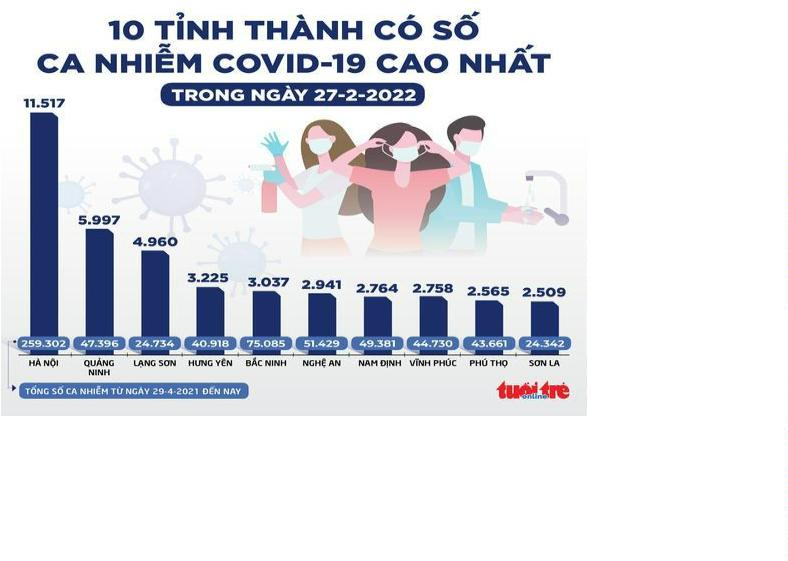 10 TỈNH THÀNH CÓ SỐ
CA NHIỄM COVID-19 CAO NHẤT
TRONG NGÀY 27-2-2022
11.517
5.997
4.960
3.225
3.037
2.941
2.764
2.758
2.565
2.509
259.302 47.396 24.734 40.918 75.085 51.429 49.381 44.730 43.661 24.342
HÀ NỘI QUẢNG NINH LẠNG SƠN HƯNG YÊN BẮC NINH NGHỆ AN NAM ĐỊNH VĨNH PHÚC PHÚ THỌ SƠN LA
TỔNG SỐ CA NHIỄM TỪ NGÀY 29-4-2021 ĐẾN NAY
tuổi trẻ
online